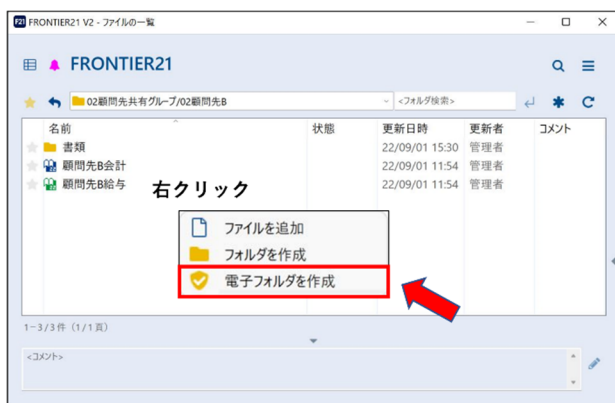 F21 FRONTIER21 V2 - ファイルの一覧
FRONTIER21
02顧問先共有グループ/02顧問先B
<フォルダ検索>
名前 状態 更新日時 更新者 コメント
書類 22/09/01 15:30 管理者
顧問先B会計 22/09/01 11:54 管理者
顧問先B給与 22/09/01 11:54 管理者
右クリック
ファイルを追加
フォルダを作成
電子フォルダを作成
1-3/3件 (1/1頁)
<コメント>